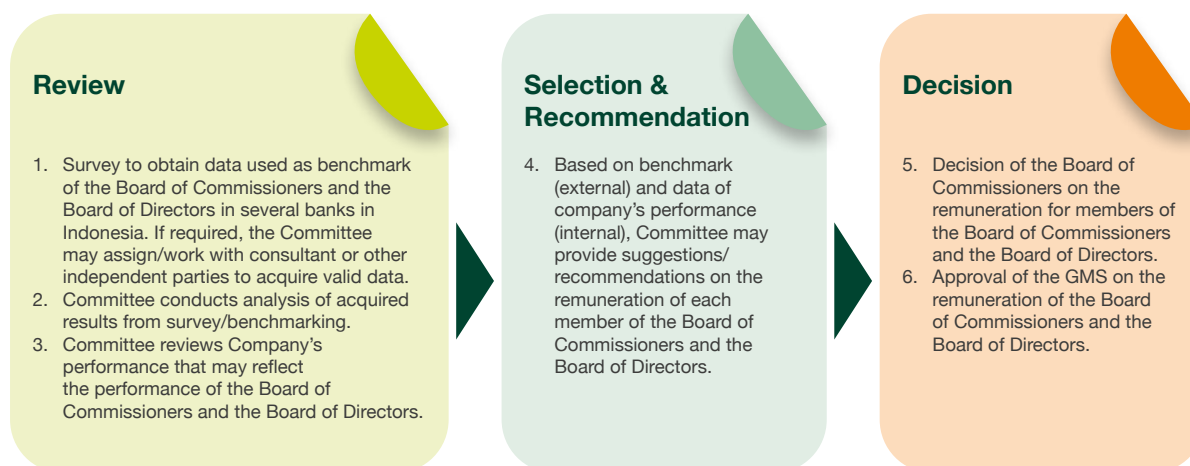 Review
1. Survey to obtain data used as benchmark
of the Board of Commissioners and the
Board of Directors in several banks in
Indonesia. If required, the Committee
may assign/work with consultant or other
independent parties to acquire valid data.
2. Committee conducts analysis of acquired
results from survey/benchmarking.
3. Committee reviews Company's
performance that may reflect
the performance of the Board of
Commissioners and the Board of Directors.
Selection &
Recommendation
4. Based on benchmark
(external) and data of
company's performance
(internal), Committee may
provide suggestions/
recommendations on the
remuneration of each
member of the Board of
Commissioners and the
Board of Directors.
Decision
5. Decision of the Board of
Commissioners on the
remuneration for members of
the Board of Commissioners
and the Board of Directors.
6. Approval of the GMS on the
remuneration of the Board
of Commissioners and the
Board of Directors.